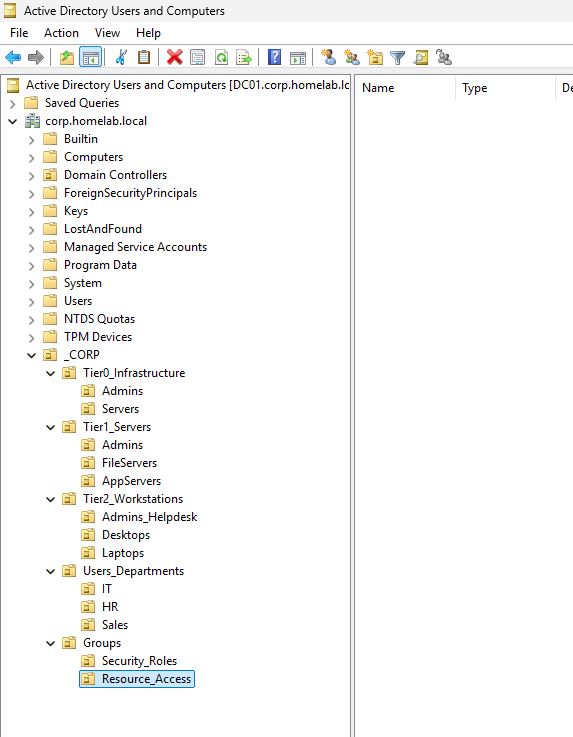 Active Directory Users and Computers
File Action View Help
Active Directory Users and Computers [DC01.corp.homelab.lc
Name Type De
Saved Queries
corp.homelab.local
Builtin
Computers
Domain Controllers
ForeignSecurityPrincipals
Keys
LostAndFound
Managed Service Accounts
Program Data
System
Users
NTDS Quotas
TPM Devices
_CORP
Tier0_Infrastructure
Admins
Servers
Tier1_Servers
Admins
FileServers
AppServers
Tier2_Workstations
Admins_Helpdesk
Desktops
Laptops
Users_Departments
IT
HR
Sales
Groups
Security_Roles
Resource_Access